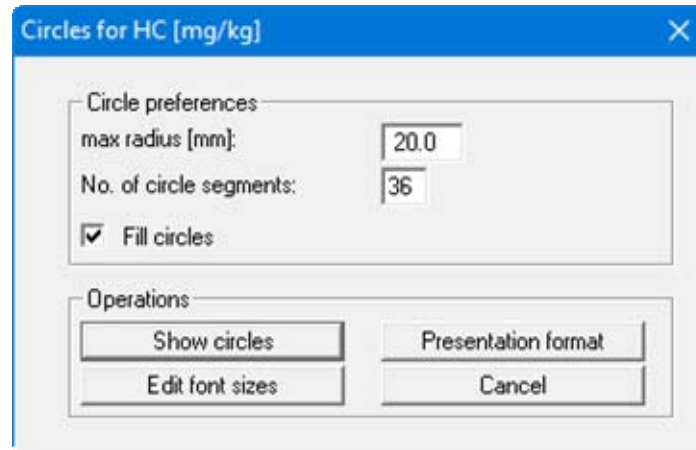 Circles for HC [mg/kg]
Circle preferences
max radius [mm]: 20.0
No. of circle segments: 36
Fill circles
Operations
Show circles Presentation format
Edit font sizes Cancel